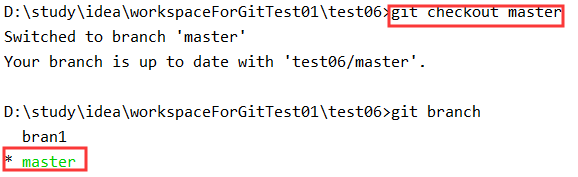 D:\study\idea\workspaceForGitTest01\test06>git checkout master
Switched to branch 'master'
Your branch is up to date with 'test06/master'.
D:\study\idea\workspaceForGitTest01\test06>git branch
bran1
* master